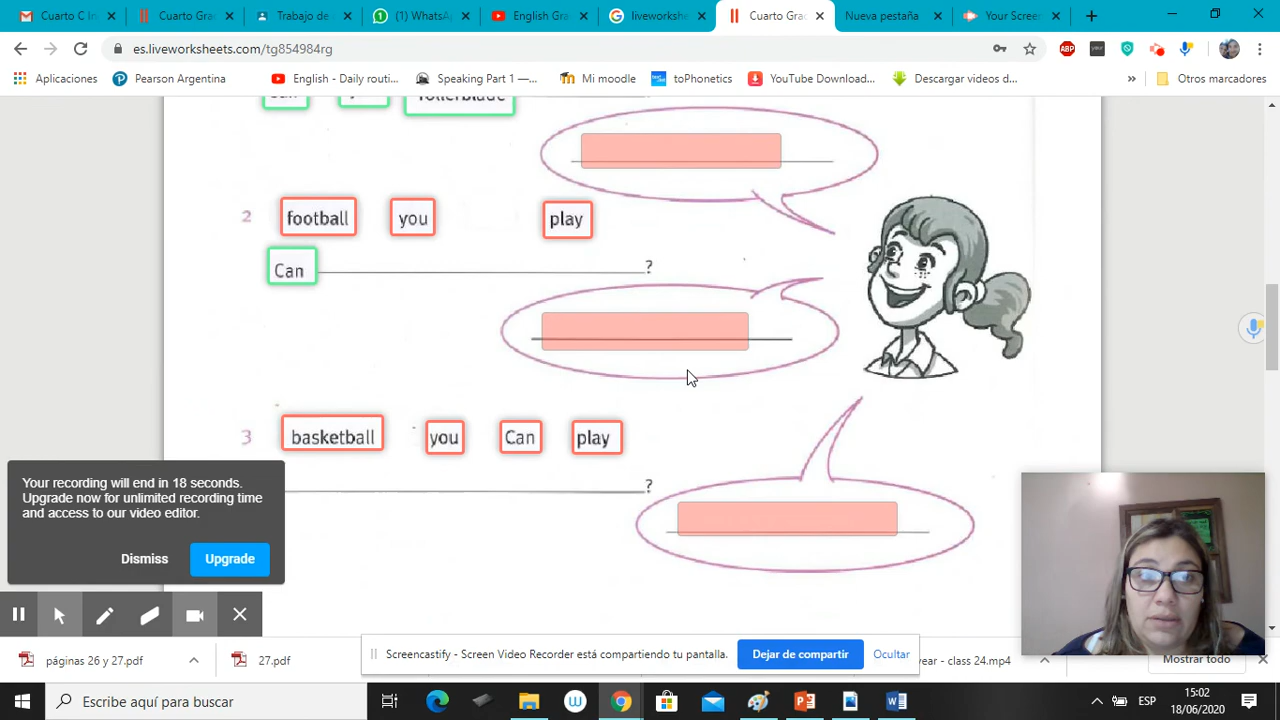 Cuarto C In
Cuarto Gra
Trabajo de
(1) WhatsA
English Gra
liveworkshe
Cuarto Grac
Nueva pestaña
Your Screen
es.liveworksheets.com/tg854984rg
Aplicaciones
Pearson Argentina
English - Daily routi...
Speaking Part 1 —...
Mi moodle
toPhonetics
YouTube Download...
Descargar videos d...
»
Otros marcadores
rollerblade
2 football you play
Can ?
3 basketball you Can play
?
Your recording will end in 18 seconds.
Upgrade now for unlimited recording time
and access to our video editor.
Dismiss Upgrade
Screencastify - Screen Video Recorder está compartiendo tu pantalla. Dejar de compartir Ocultar
páginas 26 y 27.pdf
27.pdf
year - class 24.mp4
Mostrar todo
Escribe aquí para buscar
ESP
15:02
18/06/2020